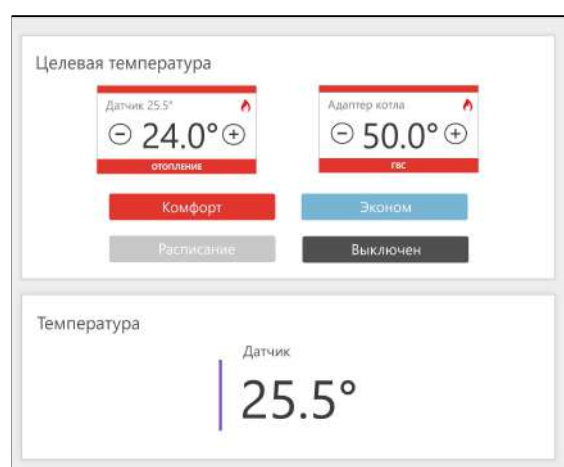 Целевая температура
Датчик 25.5°
24.0°
ОТОПЛЕНИЕ
Адаптер котла
50.0°
ГВС
Комфорт
Эконом
Расписание
Выключен
Температура
Датчик
25.5°